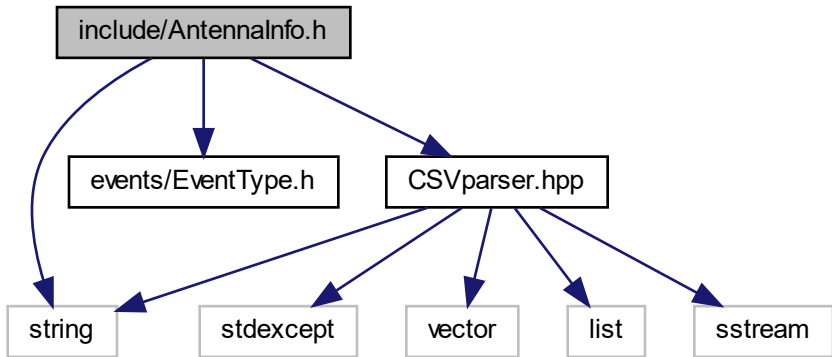 include/AntennaInfo.h
events/EventType.h
CSVparser.hpp
string
stdexcept
vector
list
sstream